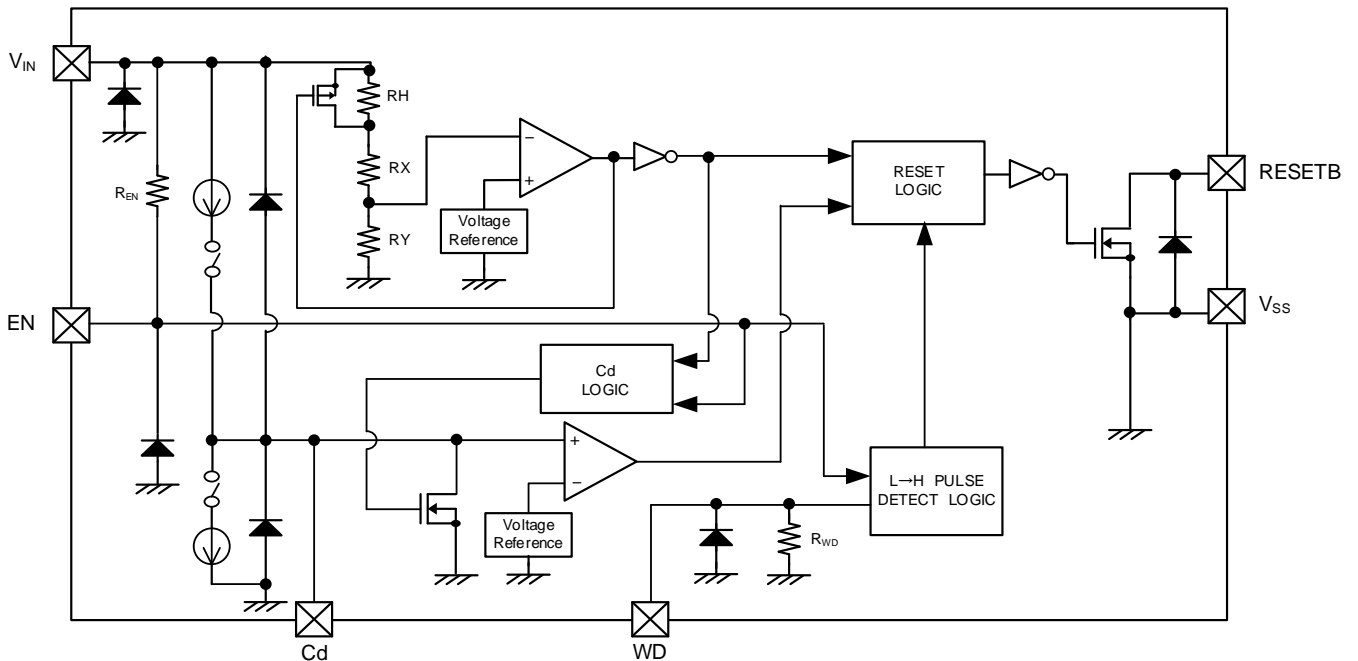 VIN
RH
RX
REN
RY
−
+
Voltage
Reference
RESET
LOGIC
RESETB
EN
VSS
Cd
LOGIC
+
−
Voltage
Reference
L→H PULSE
DETECT LOGIC
RWD
Cd
WD